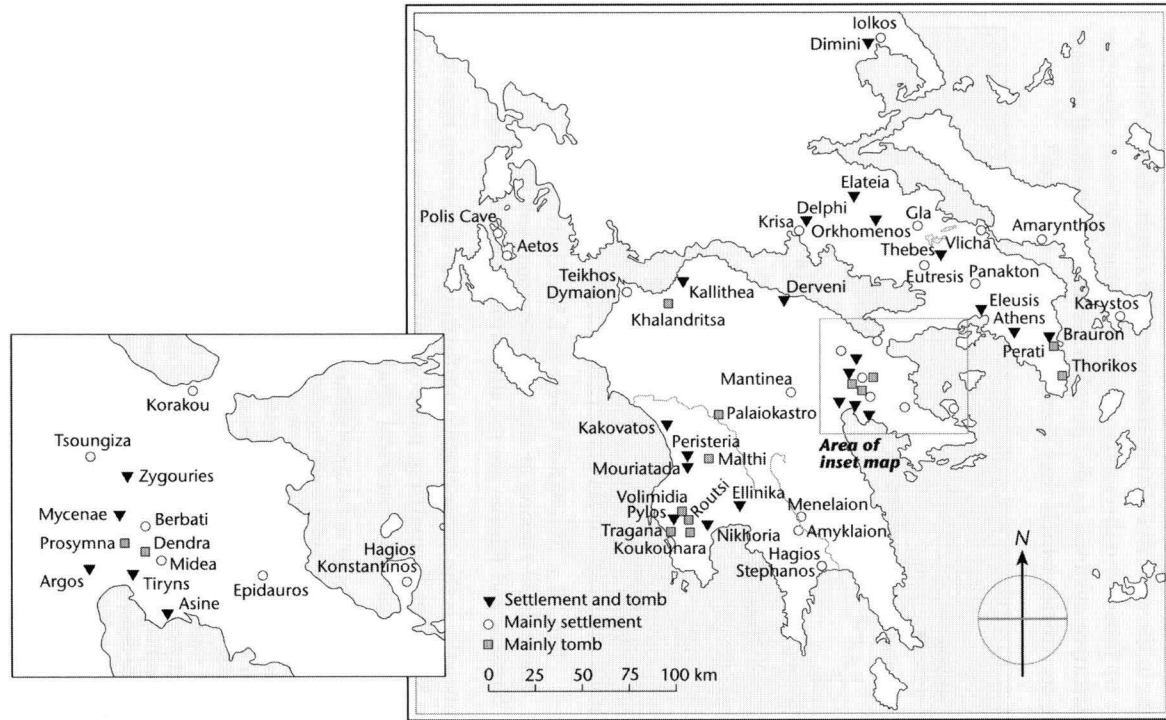 Iolkos
Dimini
Elateia
Delphi
Polis Cave
Krisa
Orkhomenos
Gla
Amarynthos
Aetos
Thebes
Vlicha
Teikhos
Dymaion
Kallithea
Derveni
Eutresis
Panakton
Khalandritsa
Eleusis
Karystos
Athens
Brauron
Perati
Thorikos
Mantinea
Palaiokastro
Kakovatos
Area of
inset map
Peristeria
Malthi
Mouriatada
Volimidia
Routsi
Ellinika
Pylos
Menelaion
Tragana
Nikhoria
Amyklaion
Koukounara
Hagios
Stephanos
N
Settlement and tomb
Mainly settlement
Mainly tomb
0 25 50 75 100 km
Korakou
Tsoungiza
Zygouries
Mycenae
Berbati
Prosymna
Dendra
Midea
Hagios
Konstantinos
Argos
Tiryns
Epidauros
Asine